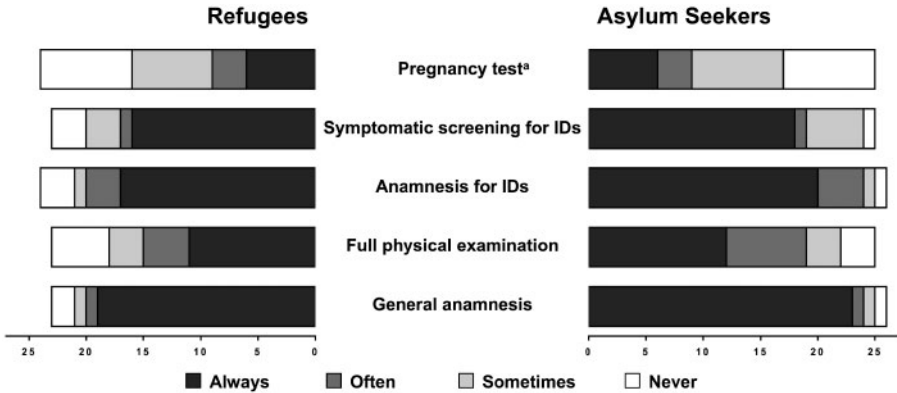 Refugees Asylum Seekers
Pregnancy testᵃ
Symptomatic screening for IDs
Anamnesis for IDs
Full physical examination
General anamnesis
25 20 15 10 5 0 0 5 10 15 20 25
Always Often Sometimes Never